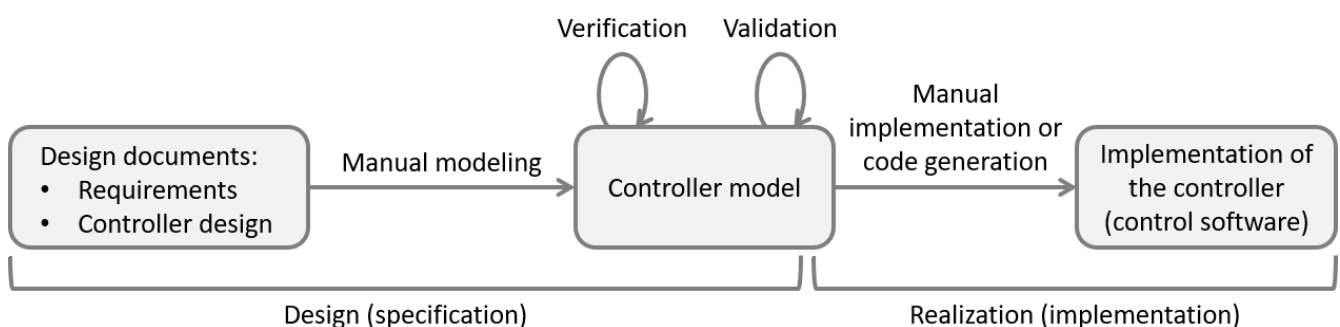 Verification
Validation
Design documents:
• Requirements
• Controller design
Manual modeling
Controller model
Manual
implementation or
code generation
Implementation of
the controller
(control software)
Design (specification)
Realization (implementation)